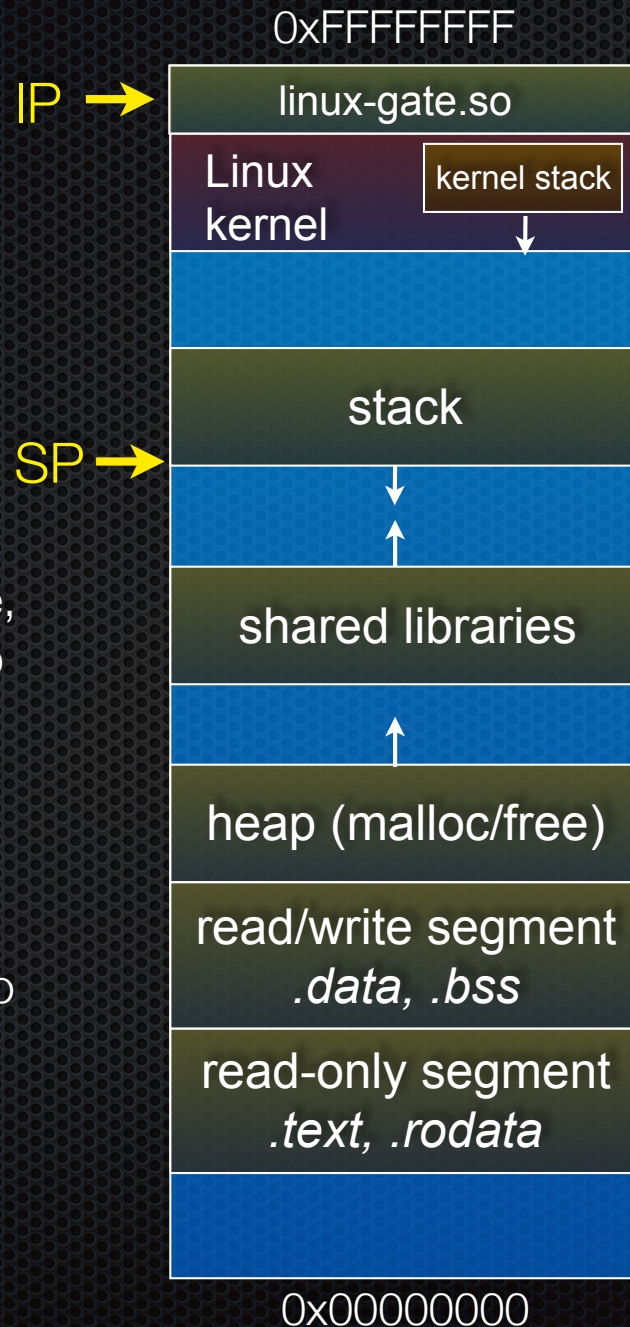 0xFFFFFFFF
IP
linux-gate.so
Linux
kernel
kernel stack
stack
SP
shared libraries
heap (malloc/free)
read/write segment
.data, .bss
read-only segment
.text, .rodata
0x00000000